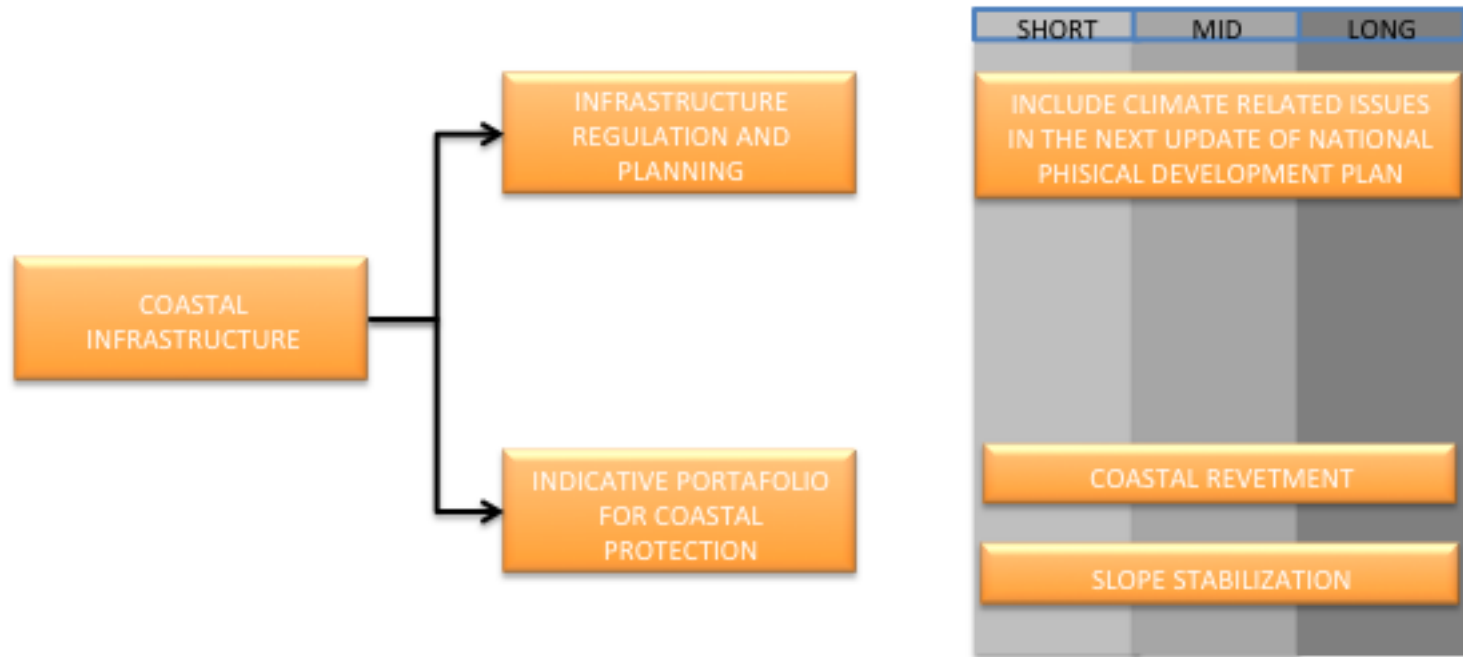 SHORT MID LONG
INFRASTRUCTURE
REGULATION AND
PLANNING
INCLUDE CLIMATE RELATED ISSUES
IN THE NEXT UPDATE OF NATIONAL
PHISICAL DEVELOPMENT PLAN
COASTAL
INFRASTRUCTURE
INDICATIVE PORTAFOLIO
FOR COASTAL
PROTECTION
COASTAL REVETMENT
SLOPE STABILIZATION